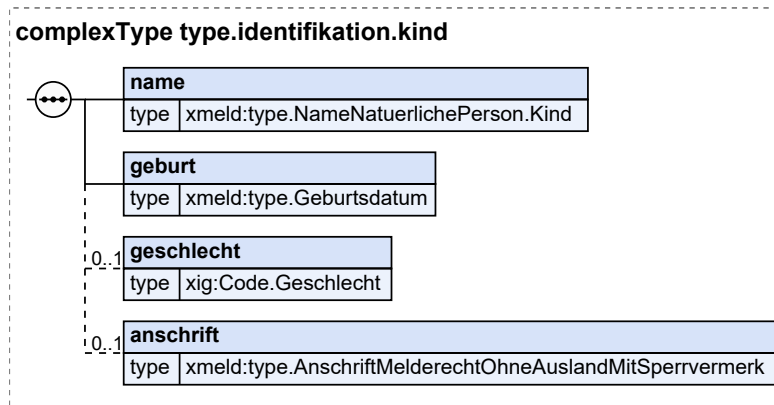 complexType type.identifikation.kind
name
type xmeld:type.NameNatuerlichePerson.Kind
geburt
type xmeld:type.Geburtsdatum
0..1 geschlecht
type xig:Code.Geschlecht
0..1 anschrift
type xmeld:type.AnschriftMelderechtOhneAuslandMitSperrvermerk